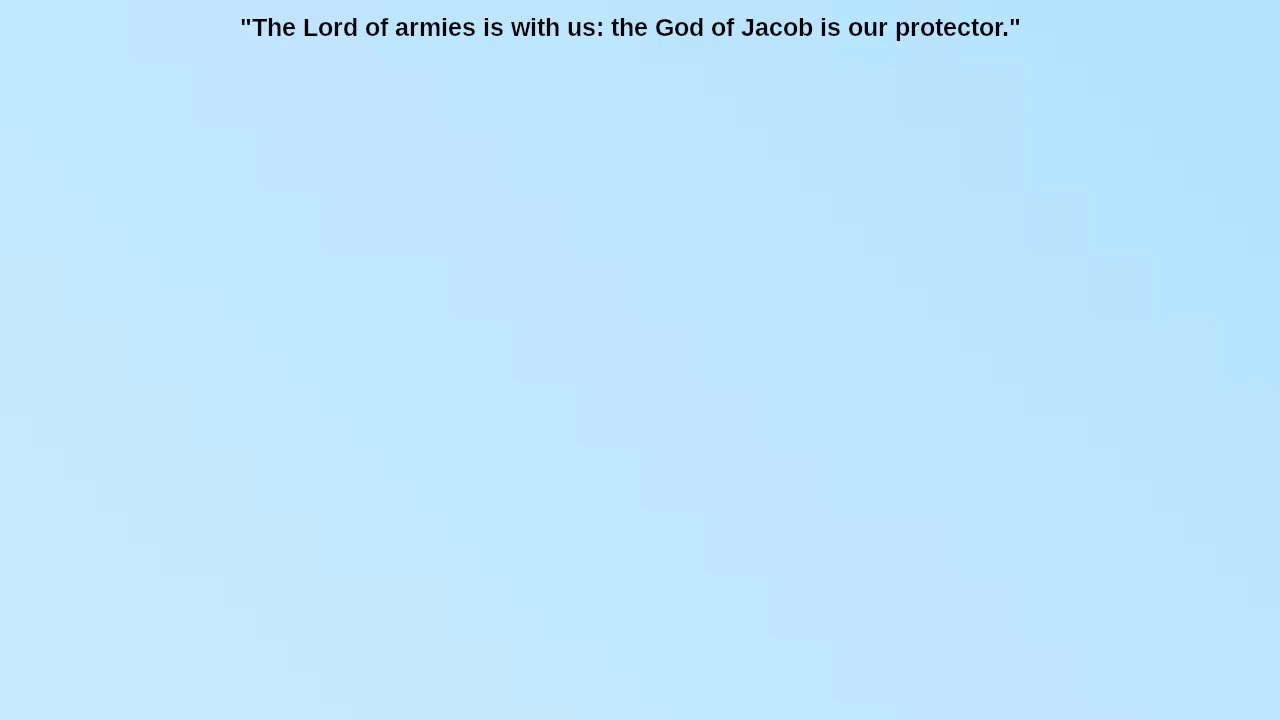 "The Lord of armies is with us: the God of Jacob is our protector."